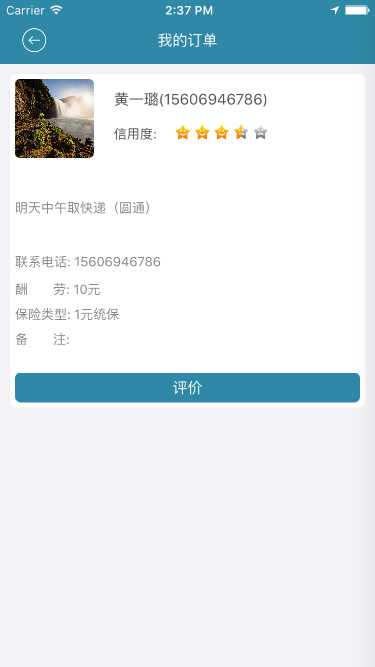 Carrier 2:37 PM
我的订单
黄一璐(15606946786)
信用度:
明天中午取快递（圆通）
联系电话: 15606946786
酬 劳: 10元
保险类型: 1元统保
备 注:
评价